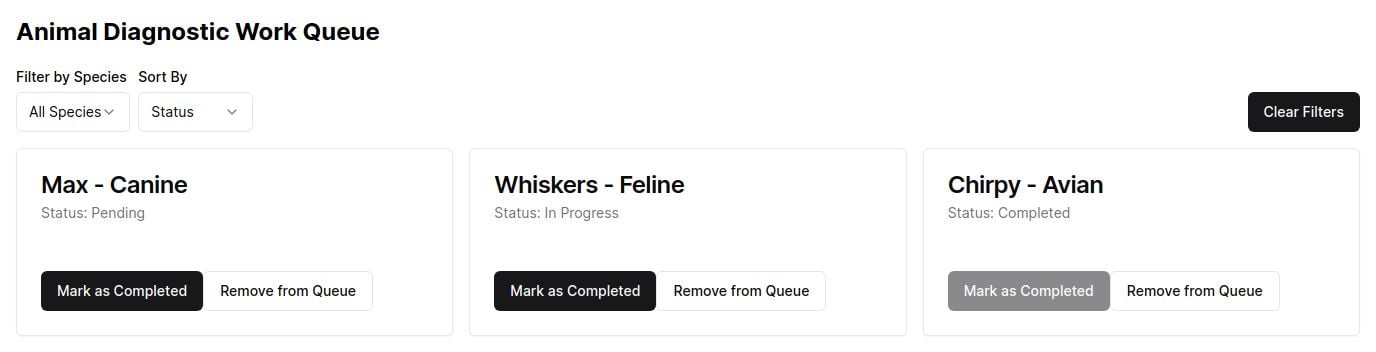 Animal Diagnostic Work Queue
Filter by Species Sort By
All Species Status Clear Filters
Max - Canine
Status: Pending
Mark as Completed Remove from Queue
Whiskers - Feline
Status: In Progress
Mark as Completed Remove from Queue
Chirpy - Avian
Status: Completed
Mark as Completed Remove from Queue